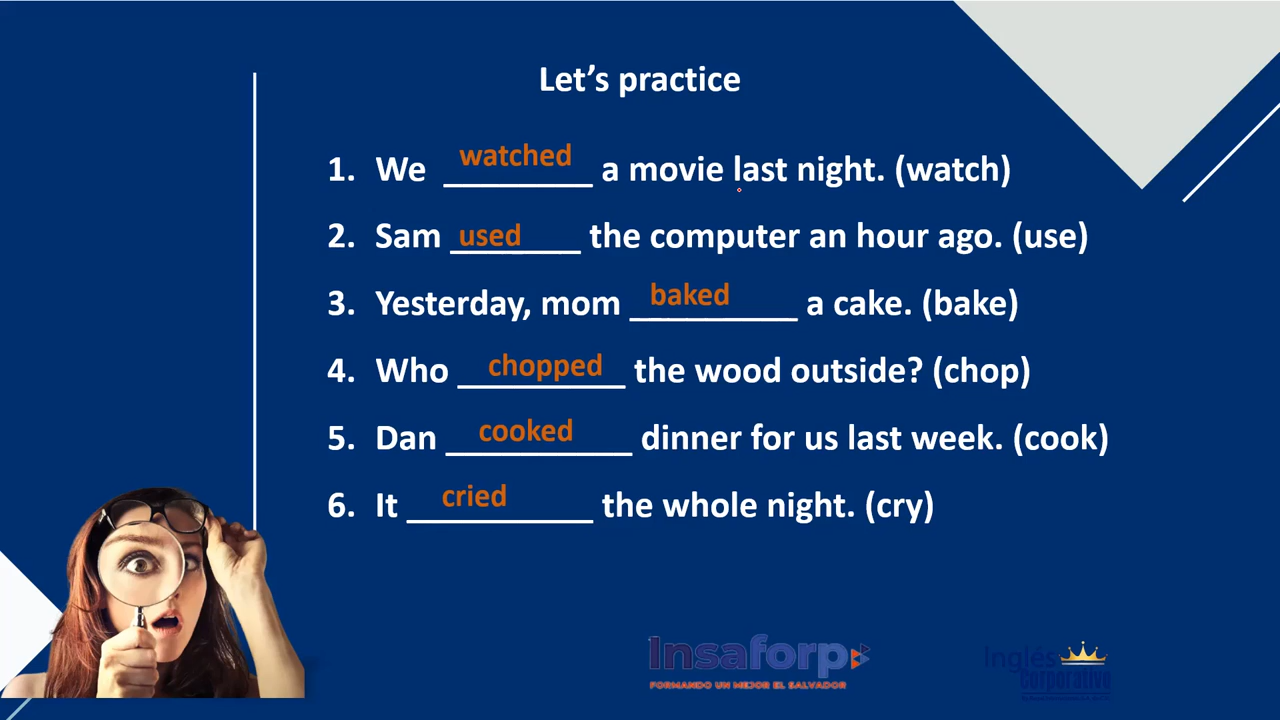 Let's practice
1. We watched a movie last night. (watch)
2. Sam used the computer an hour ago. (use)
3. Yesterday, mom baked a cake. (bake)
4. Who chopped the wood outside? (chop)
5. Dan cooked dinner for us last week. (cook)
6. It cried the whole night. (cry)
Insaforp
FORMANDO UN MEJOR EL SALVADOR
Inglés
corporativo